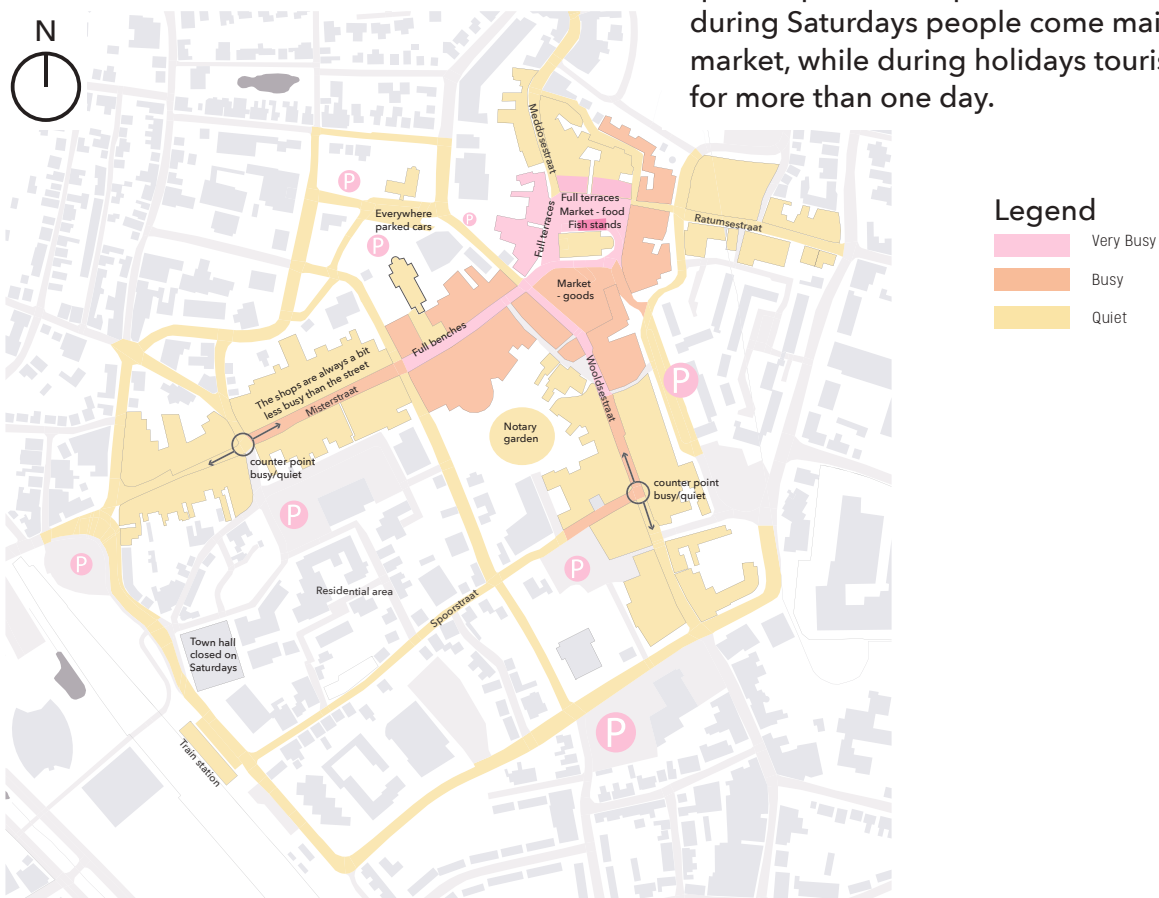 during Saturdays people come mai
market, while during holidays touris
for more than one day.
N
Meddosestraat
P
Full terraces
Market - food
Fish stands
Full terraces
Everywhere
parked cars
P
P
Ratumsestraat
Legend
Very Busy
Busy
Quiet
Market
- goods
Full benches
The shops are always a bit
less busy than the street
Misterstraat
Wooldsestraat
P
Notary
garden
counter point
busy/quiet
counter point
busy/quiet
P
P
P
Residential area
Spoorstraat
Town hall
closed on
Saturdays
Train station
P